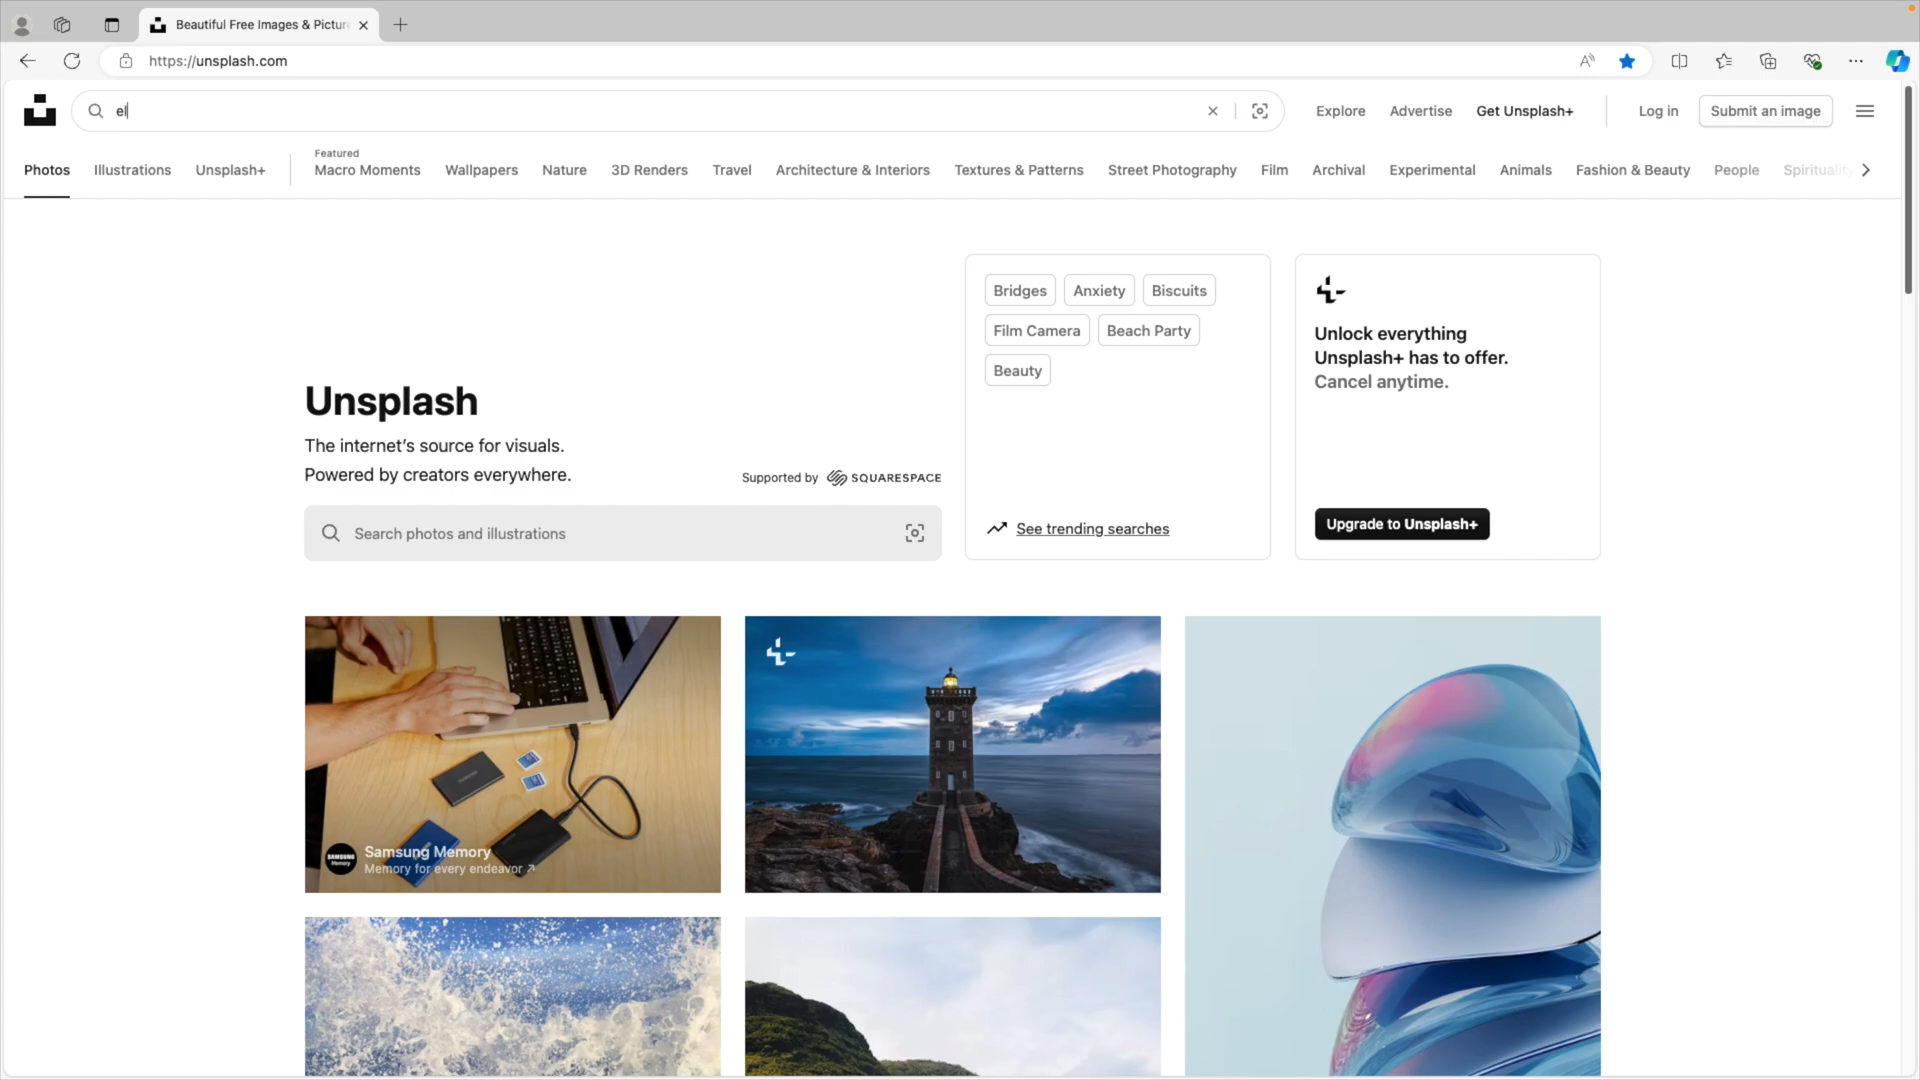 Beautiful Free Images & Pictur
https://unsplash.com
el
Explore
Advertise
Get Unsplash+
Log in
Submit an image
Photos
Illustrations
Unsplash+
Featured
Macro Moments
Wallpapers
Nature
3D Renders
Travel
Architecture & Interiors
Textures & Patterns
Street Photography
Film
Archival
Experimental
Animals
Fashion & Beauty
People
Spirituality
Bridges
Anxiety
Biscuits
Film Camera
Beach Party
Beauty
See trending searches
Unlock everything
Unsplash+ has to offer.
Cancel anytime.
Upgrade to Unsplash+
Unsplash
The internet's source for visuals.
Powered by creators everywhere.
Supported by SQUARESPACE
Search photos and illustrations
SAMSUNG
Memory
Samsung Memory
Memory for every endeavor ↗